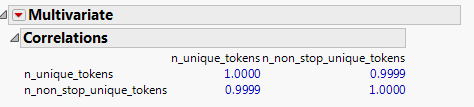 Multivariate
Correlations
n_unique_tokens n_non_stop_unique_tokens
n_unique_tokens 1.0000 0.9999
n_non_stop_unique_tokens 0.9999 1.0000